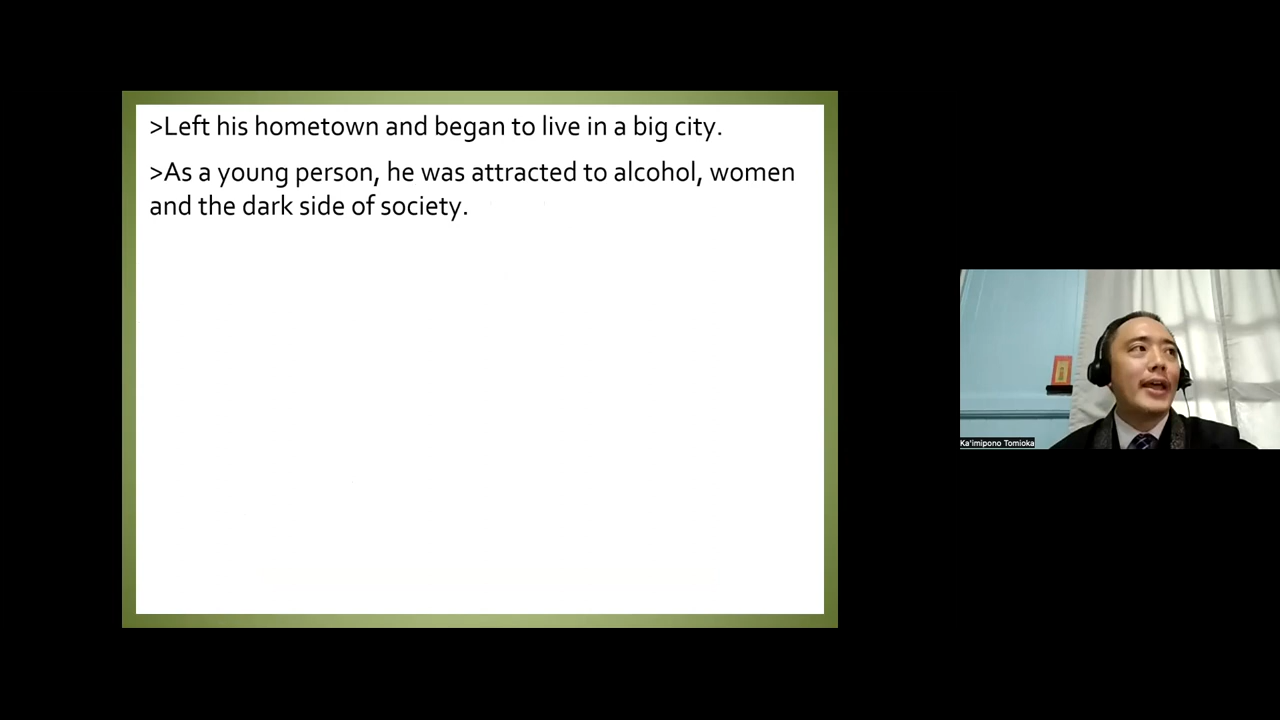 >Left his hometown and began to live in a big city.
>As a young person, he was attracted to alcohol, women
and the dark side of society.
Ka'imipono Tomioka